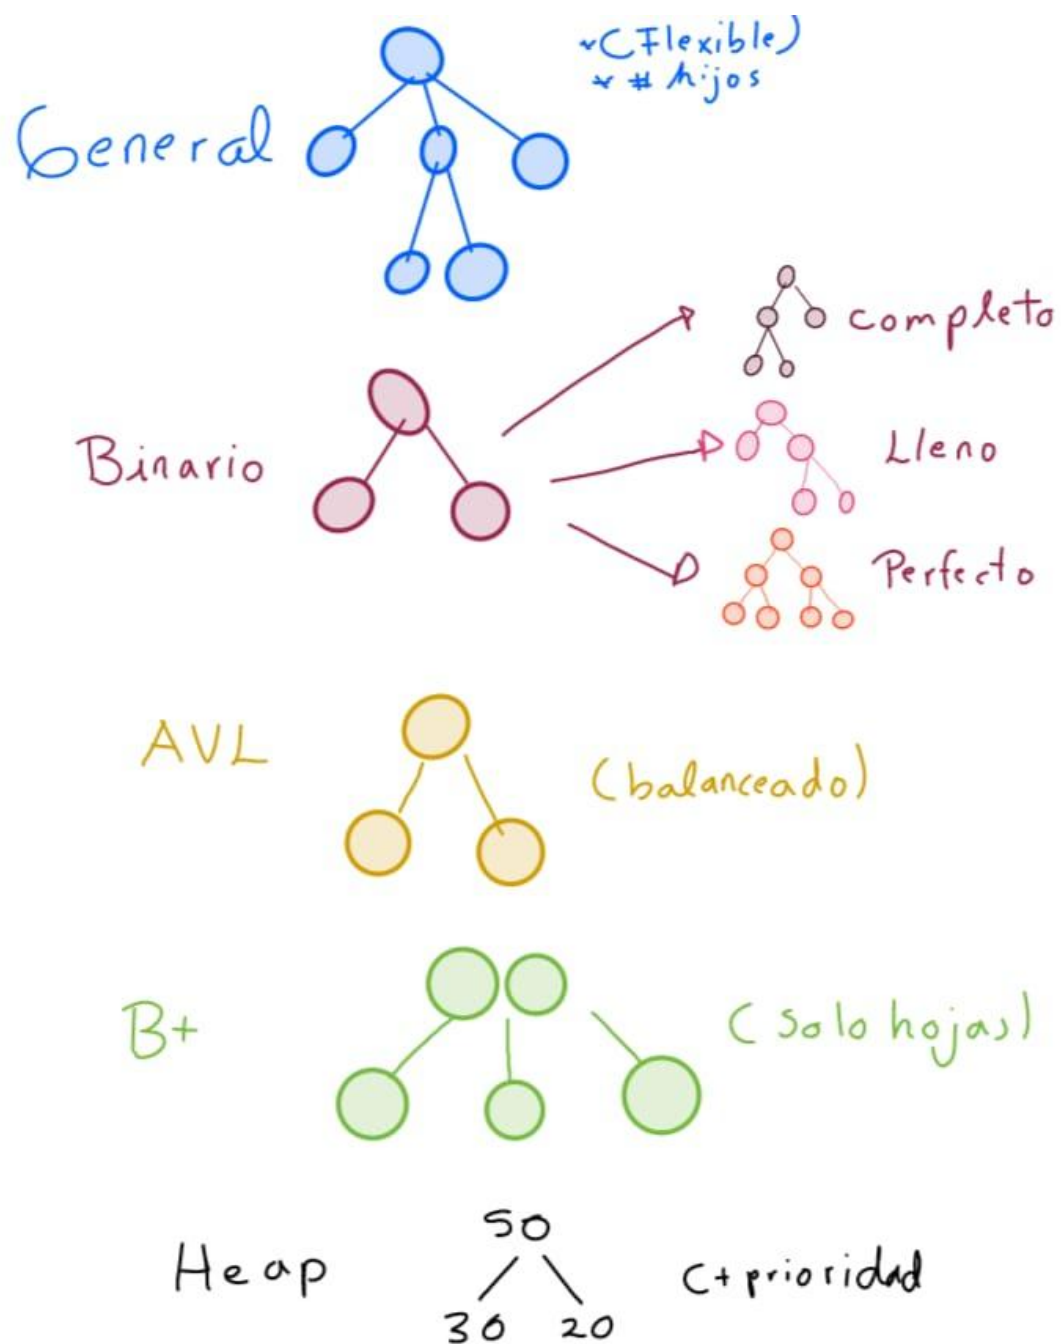 *(Flexible)
* # hijos
General
completo
Binario
Lleno
Perfecto
AVL
(balanceado)
B+
(solo hojas)
50
Heap
(+prioridad
30 20